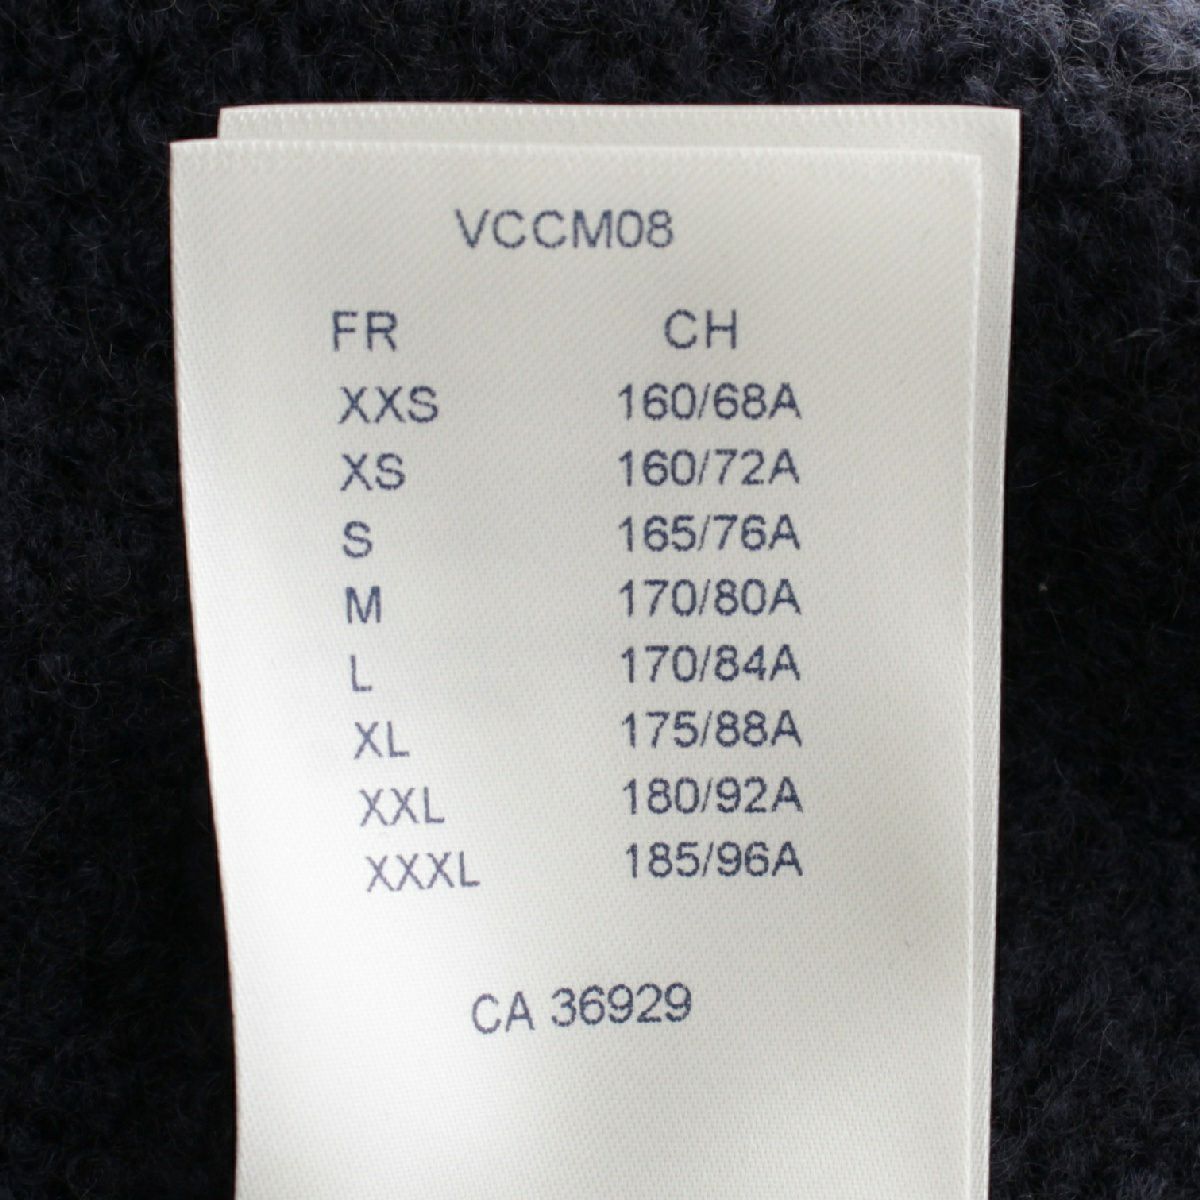 VCCM08
FR CH
XXS 160/68A
XS 160/72A
S 165/76A
M 170/80A
L 170/84A
XL 175/88A
XXL 180/92A
XXXL 185/96A
CA 36929